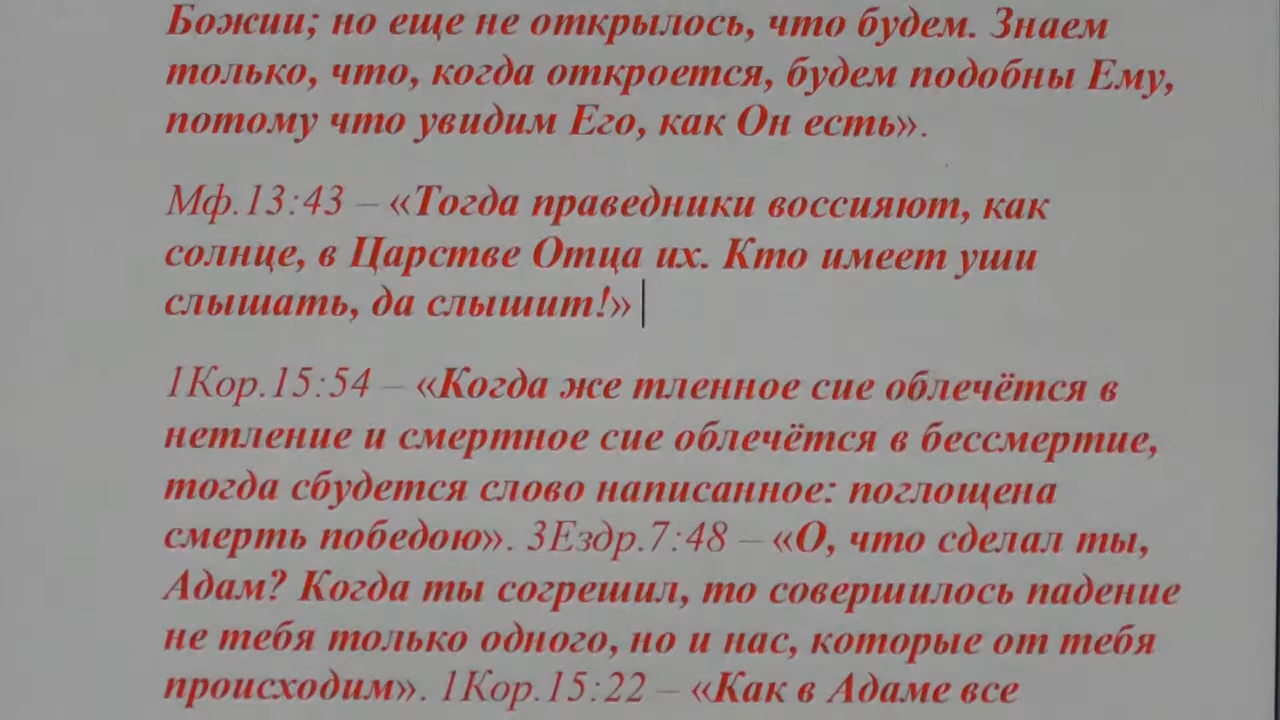 Божии; но еще не открылось, что будем. Знаем
только, что, когда откроется, будем подобны Ему,
потому что увидим Его, как Он есть».
Мф.13:43 – «Тогда праведники воссияют, как
солнце, в Царстве Отца их. Кто имеет уши
слышать, да слышит!»
1Кор.15:54 – «Когда же тленное сие облечётся в
нетление и смертное сие облечётся в бессмертие,
тогда сбудется слово написанное: поглощена
смерть победою». 3Ездр.7:48 – «О, что сделал ты,
Адам? Когда ты согрешил, то совершилось падение
не тебя только одного, но и нас, которые от тебя
происходим». 1Кор.15:22 – «Как в Адаме все